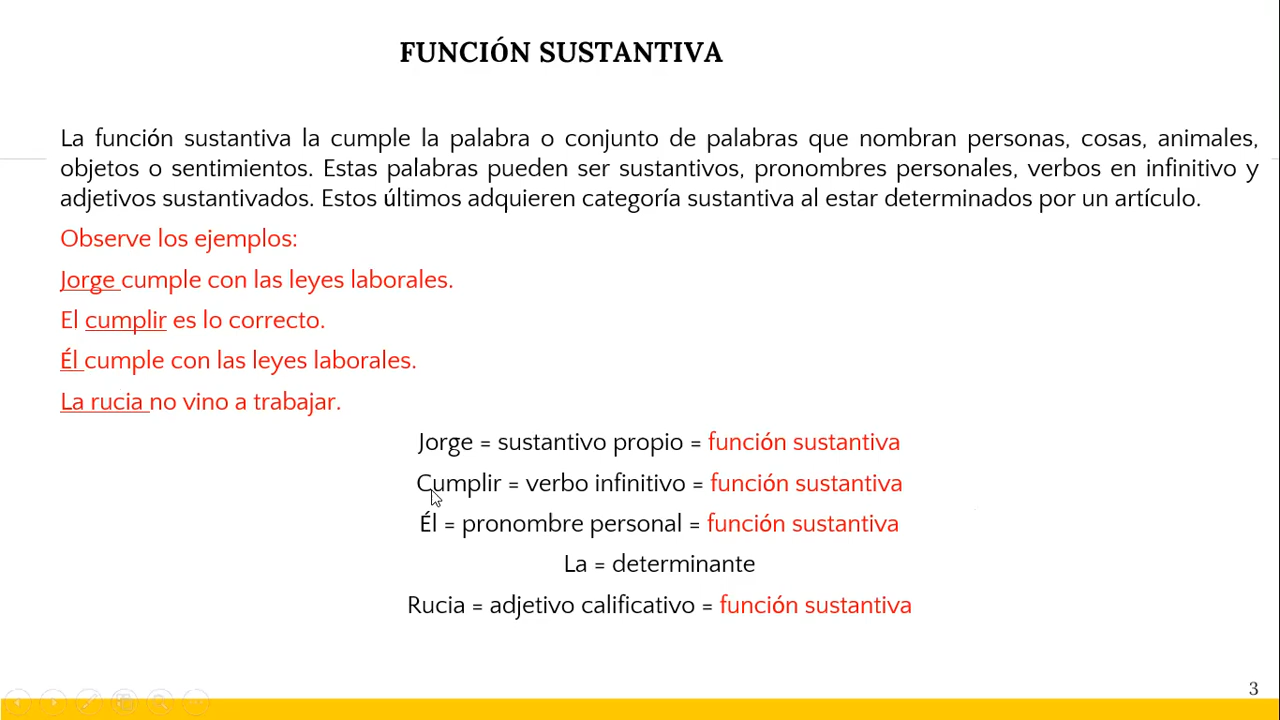 FUNCIÓN SUSTANTIVA
La función sustantiva la cumple la palabra o conjunto de palabras que nombran personas, cosas, animales,
objetos o sentimientos. Estas palabras pueden ser sustantivos, pronombres personales, verbos en infinitivo y
adjetivos sustantivados. Estos últimos adquieren categoría sustantiva al estar determinados por un artículo.
Observe los ejemplos:
Jorge cumple con las leyes laborales.
El cumplir es lo correcto.
Él cumple con las leyes laborales.
La rucia no vino a trabajar.
Jorge = sustantivo propio = función sustantiva
Cumplir = verbo infinitivo = función sustantiva
Él = pronombre personal = función sustantiva
La = determinante
Rucia = adjetivo calificativo = función sustantiva
3